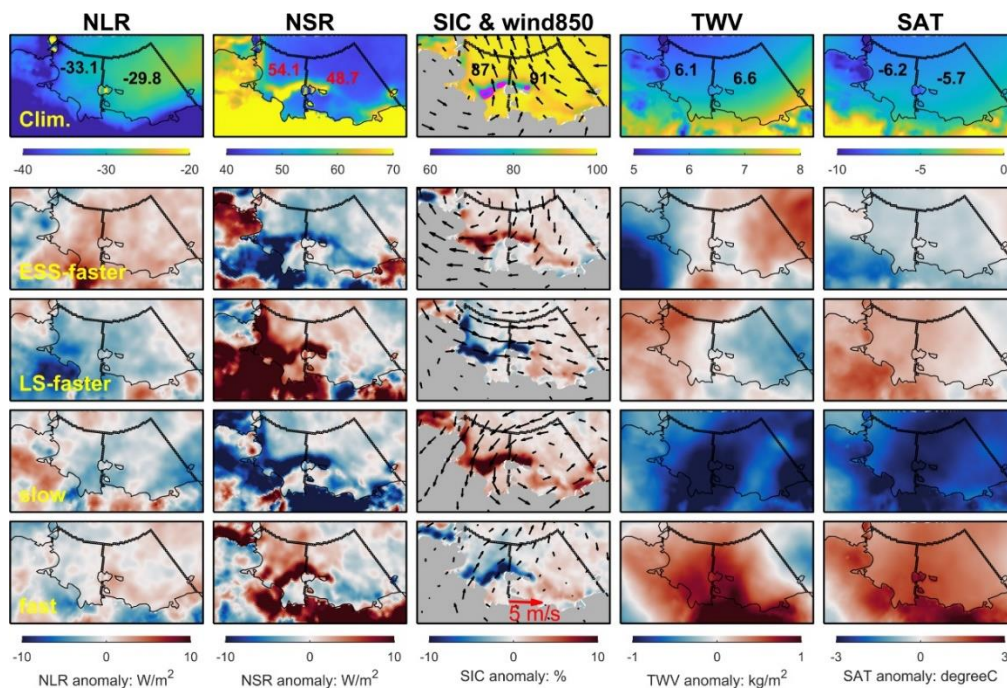 NLR NSR SIC & wind850 TWV SAT
-33.1 -29.8 54.1 48.7 87 91 6.1 6.6 -6.2 -5.7
Clim.
-40 -30 -20 40 50 60 70 60 80 100 5 6 7 8 -10 -5 0
ESS-faster
LS-faster
slow
fast
5 m/s
-10 0 10 -10 0 10 -10 0 10 -1 0 1 -3 0 3
NLR anomaly: W/m² NSR anomaly: W/m² SIC anomaly: % TWV anomaly: kg/m² SAT anomaly: degreeC